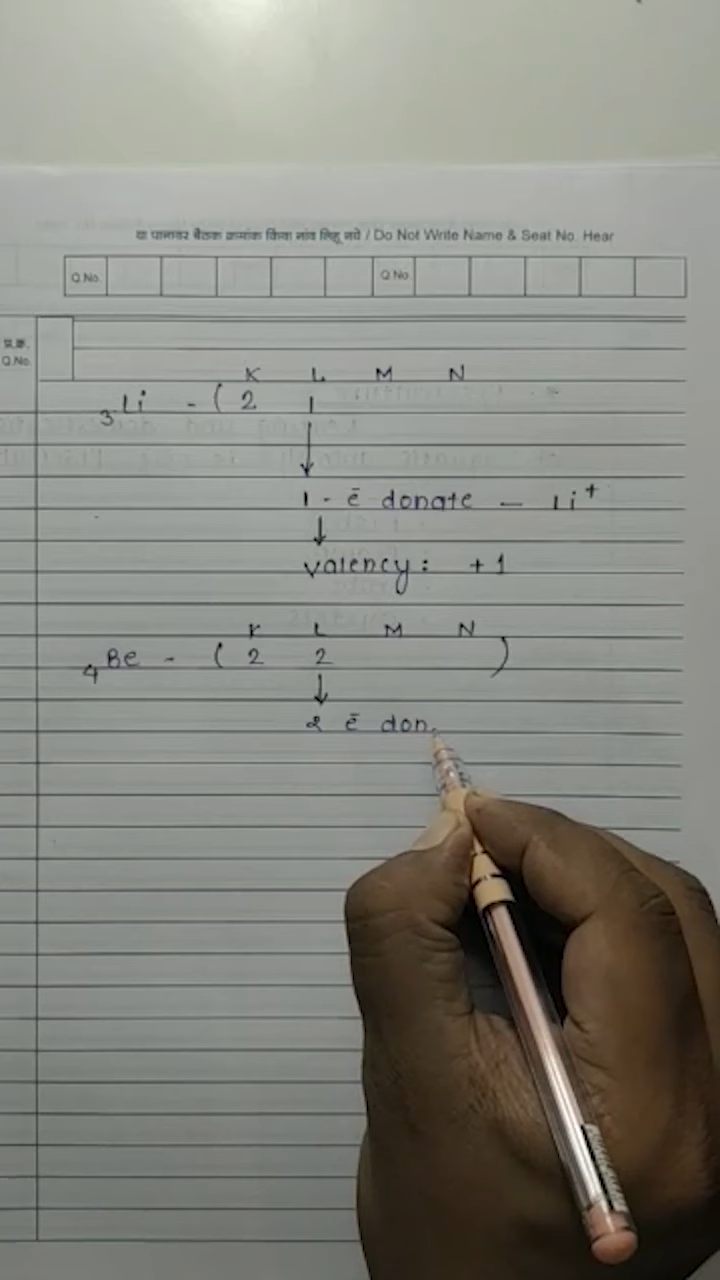 या पानावर बैठक क्रमांक किंवा नांव लिहू नये / Do Not Write Name & Seat No. Hear
Q.No. Q.No
प्र.क्र.
Q.No.
K L M N
3Li - ( 2 1
↓
1 - ē donate — Li⁺
↓
valency : +1
K L M N
4Be - ( 2 2 )
↓
2 ē don